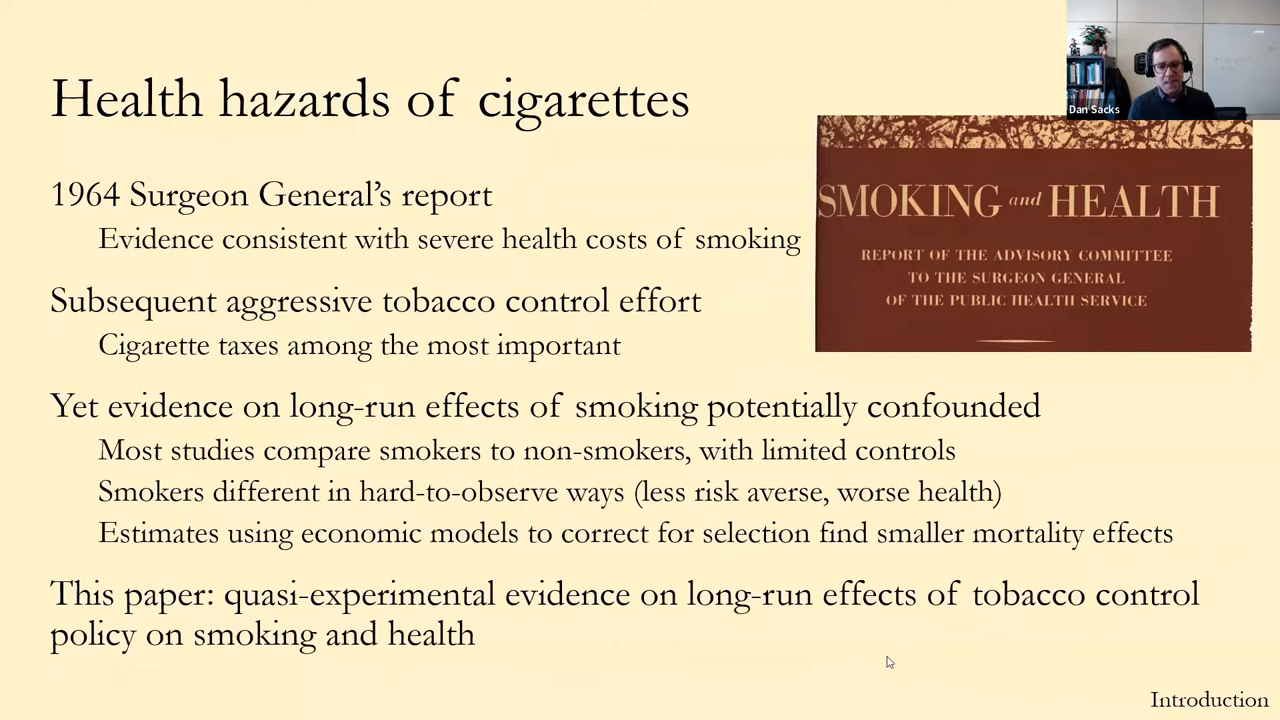 Health hazards of cigarettes
Dan Sacks
1964 Surgeon General's report
Evidence consistent with severe health costs of smoking
SMOKING and HEALTH
REPORT OF THE ADVISORY COMMITTEE
TO THE SURGEON GENERAL
OF THE PUBLIC HEALTH SERVICE
Subsequent aggressive tobacco control effort
Cigarette taxes among the most important
Yet evidence on long-run effects of smoking potentially confounded
Most studies compare smokers to non-smokers, with limited controls
Smokers different in hard-to-observe ways (less risk averse, worse health)
Estimates using economic models to correct for selection find smaller mortality effects
This paper: quasi-experimental evidence on long-run effects of tobacco control
policy on smoking and health
Introduction